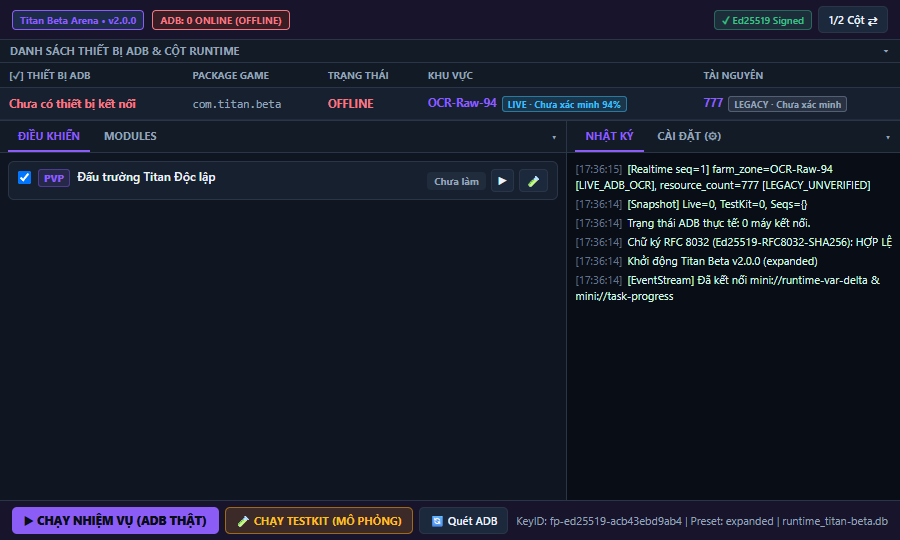 Titan Beta Arena • v2.0.0 ADB: 0 ONLINE (OFFLINE) ✓ Ed25519 Signed 1/2 Cột ⇄
DANH SÁCH THIẾT BỊ ADB & CỘT RUNTIME
[✓] THIẾT BỊ ADB PACKAGE GAME TRẠNG THÁI KHU VỰC TÀI NGUYÊN
Chưa có thiết bị kết nối com.titan.beta OFFLINE OCR-Raw-94 LIVE · Chưa xác minh 94% 777 LEGACY · Chưa xác minh
ĐIỀU KHIỂN MODULES
PVP Đấu trường Titan Độc lập Chưa làm
NHẬT KÝ CÀI ĐẶT (⚙)
[17:36:15] [Realtime seq=1] farm_zone=OCR-Raw-94
[LIVE_ADB_OCR], resource_count=777 [LEGACY_UNVERIFIED]
[17:36:14] [Snapshot] Live=0, TestKit=0, Seqs={}
[17:36:14] Trạng thái ADB thực tế: 0 máy kết nối.
[17:36:14] Chữ ký RFC 8032 (Ed25519-RFC8032-SHA256): HỢP LỆ
[17:36:14] Khởi động Titan Beta v2.0.0 (expanded)
[17:36:14] [EventStream] Đã kết nối mini://runtime-var-delta &
mini://task-progress
▶ CHẠY NHIỆM VỤ (ADB THẬT) CHẠY TESTKIT (MÔ PHỎNG) Quét ADB KeyID: fp-ed25519-acb43ebd9ab4 | Preset: expanded | runtime_titan-beta.db